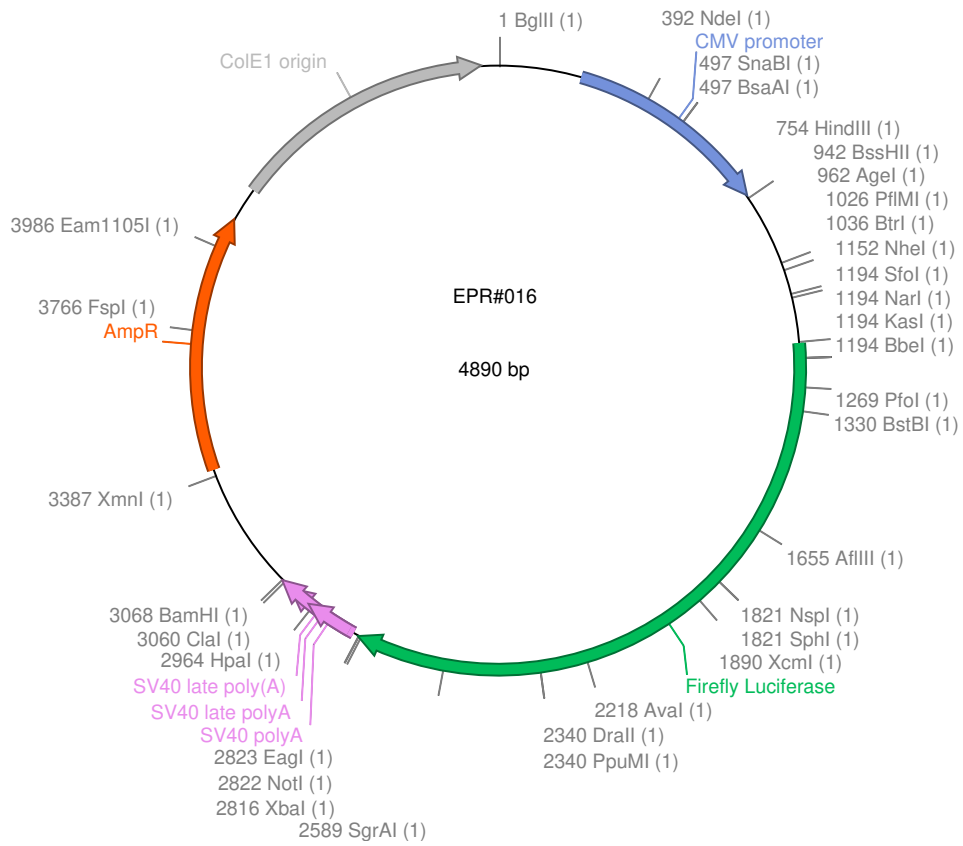 1 BglII (1)
392 NdeI (1)
CMV promoter
497 SnaBI (1)
497 BsaAI (1)
754 HindIII (1)
942 BssHII (1)
962 AgeI (1)
1026 PflMI (1)
1036 BtrI (1)
1152 NheI (1)
1194 SfoI (1)
1194 NarI (1)
1194 KasI (1)
1194 BbeI (1)
1269 PfoI (1)
1330 BstBI (1)
1655 AflIII (1)
1821 NspI (1)
1821 SphI (1)
1890 XcmI (1)
Firefly Luciferase
2218 AvaI (1)
2340 DraII (1)
2340 PpuMI (1)
2589 SgrAI (1)
2816 XbaI (1)
2822 NotI (1)
2823 EagI (1)
SV40 polyA
SV40 late polyA
SV40 late poly(A)
2964 HpaI (1)
3060 ClaI (1)
3068 BamHI (1)
3387 XmnI (1)
AmpR
3766 FspI (1)
3986 Eam1105I (1)
ColE1 origin
EPR#016
4890 bp